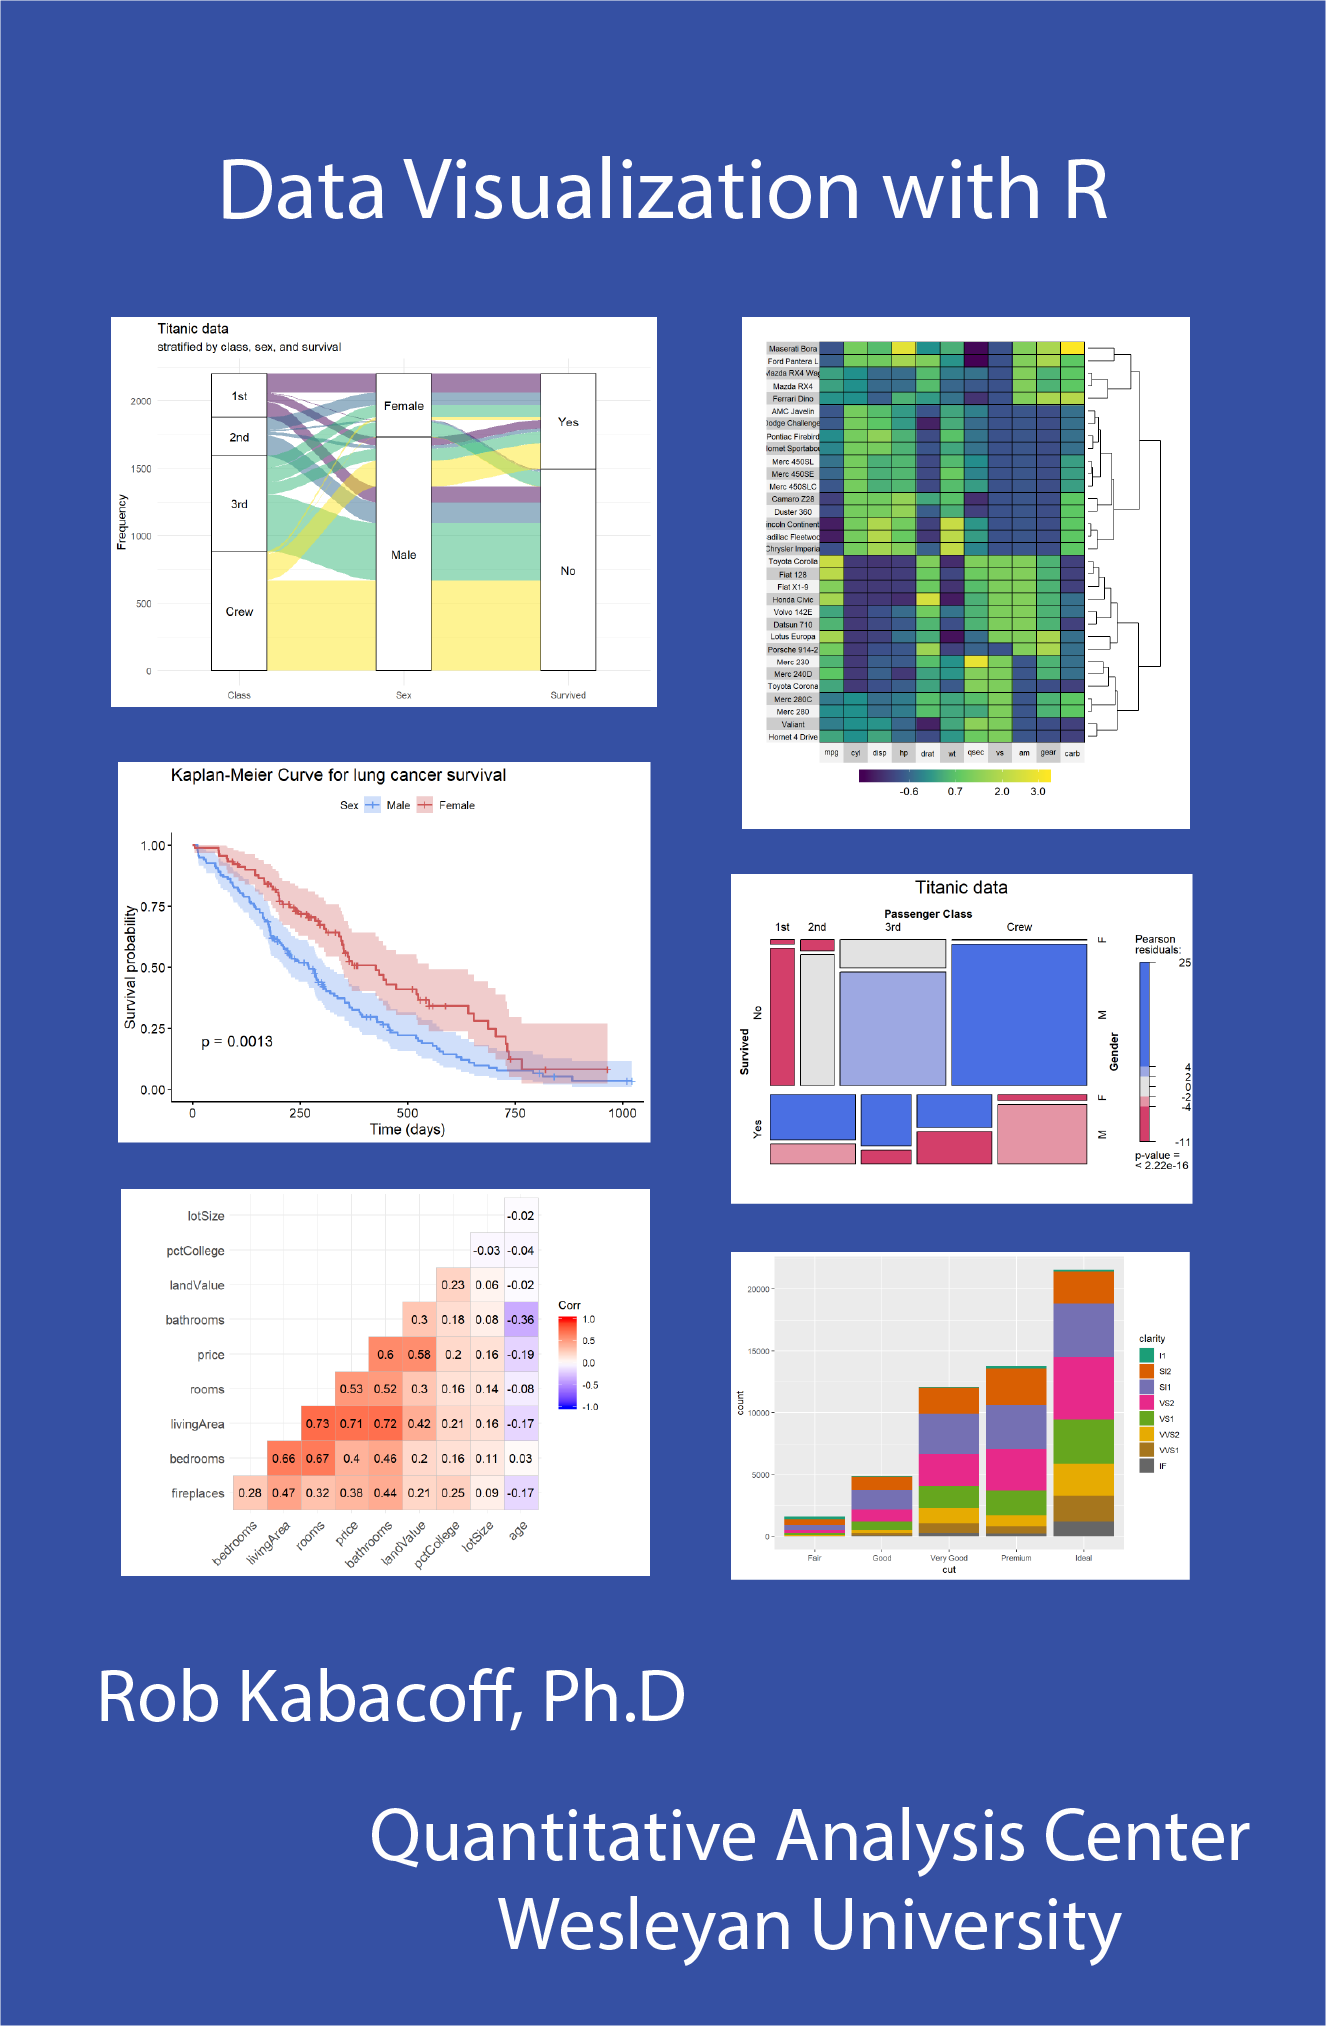 Data Visualization with R
Titanic data
stratified by class, sex, and survival
Frequency
2000
1500
1000
500
0
1st
2nd
3rd
Crew
Female
Male
Yes
No
Class Sex Survived
Maserati Bora
Ford Pantera L
Mazda RX4 Wag
Mazda RX4
Ferrari Dino
AMC Javelin
Dodge Challenge
Pontiac Firebird
Hornet Sportabou
Merc 450SL
Merc 450SE
Merc 450SLC
Camaro Z28
Duster 360
incoln Continent
adillac Fleetwoo
Chrysler Imperia
Toyota Corolla
Fiat 128
Fiat X1-9
Honda Civic
Volvo 142E
Datsun 710
Lotus Europa
Porsche 914-2
Merc 230
Merc 240D
Toyota Corona
Merc 280C
Merc 280
Valiant
Hornet 4 Drive
mpg cyl disp hp drat wt qsec vs am gear carb
-0.6 0.7 2.0 3.0
Kaplan-Meier Curve for lung cancer survival
Sex Male Female
Survival probability
1.00
0.75
0.50
0.25
0.00
p = 0.0013
0 250 500 750 1000
Time (days)
Titanic data
Passenger Class
1st 2nd 3rd Crew
Survived
No
Yes
F
M
F
M
Gender
Pearson
residuals:
25
4
2
0
-2
-4
-11
p-value =
< 2.22e-16
lotSize -0.02
pctCollege -0.03 -0.04
landValue 0.23 0.06 -0.02
bathrooms 0.3 0.18 0.08 -0.36
price 0.6 0.58 0.2 0.16 -0.19
rooms 0.53 0.52 0.3 0.16 0.14 -0.08
livingArea 0.73 0.71 0.72 0.42 0.21 0.16 -0.17
bedrooms 0.66 0.67 0.4 0.46 0.2 0.16 0.11 0.03
fireplaces 0.28 0.47 0.32 0.38 0.44 0.21 0.25 0.09 -0.17
bedrooms livingArea rooms price bathrooms landValue pctCollege lotSize age
Corr
1.0
0.5
0.0
-0.5
-1.0
count
20000
15000
10000
5000
0
Fair Good Very Good Premium Ideal
cut
clarity
I1
SI2
SI1
VS2
VS1
VVS2
VVS1
IF
Rob Kabacoff, Ph.D
Quantitative Analysis Center
Wesleyan University